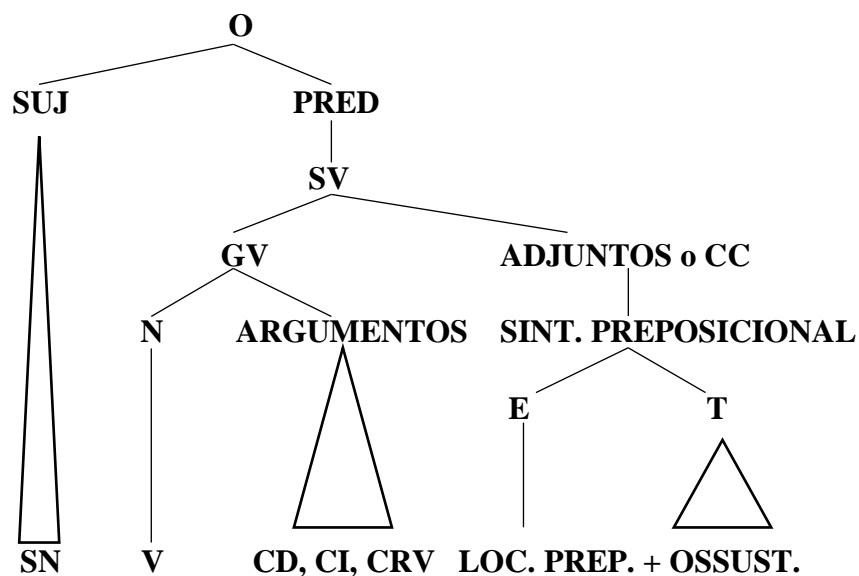 O
SUJ PRED
SV
GV ADJUNTOS o CC
N ARGUMENTOS SINT. PREPOSICIONAL
E T
SN V CD, CI, CRV LOC. PREP. + OSSUST.